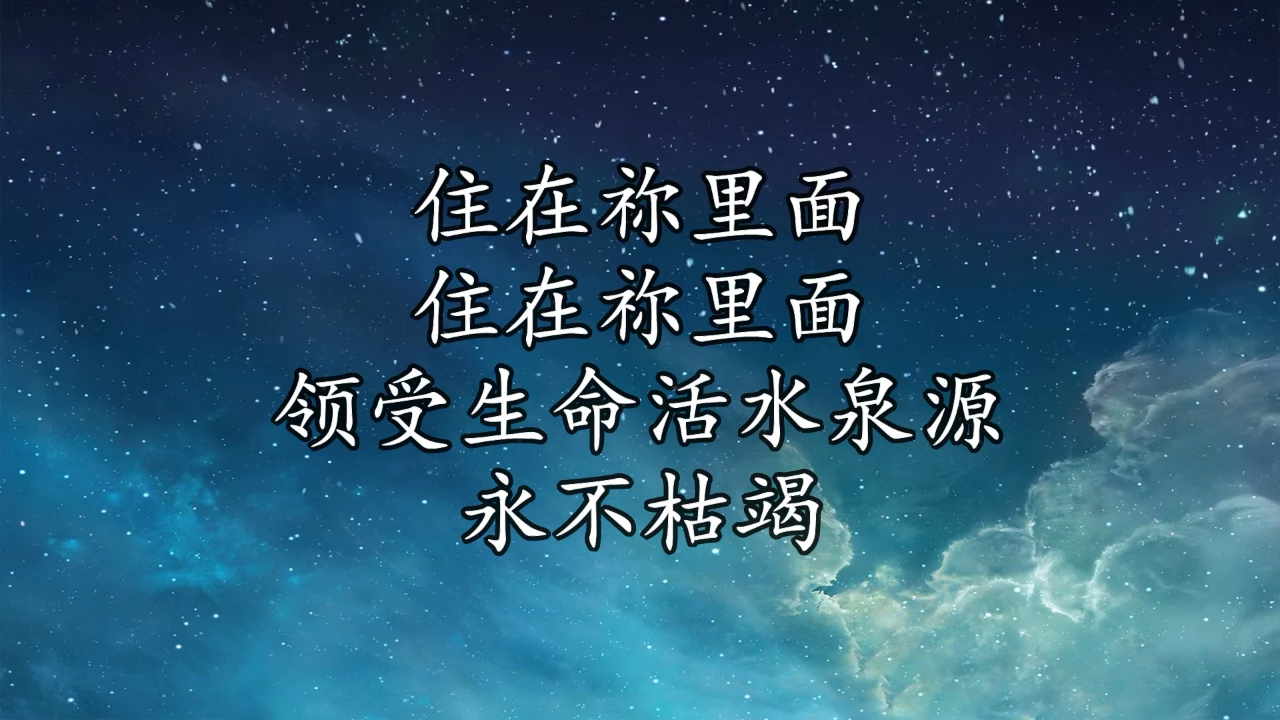 住在祢里面
住在祢里面
领受生命活水泉源
永不枯竭